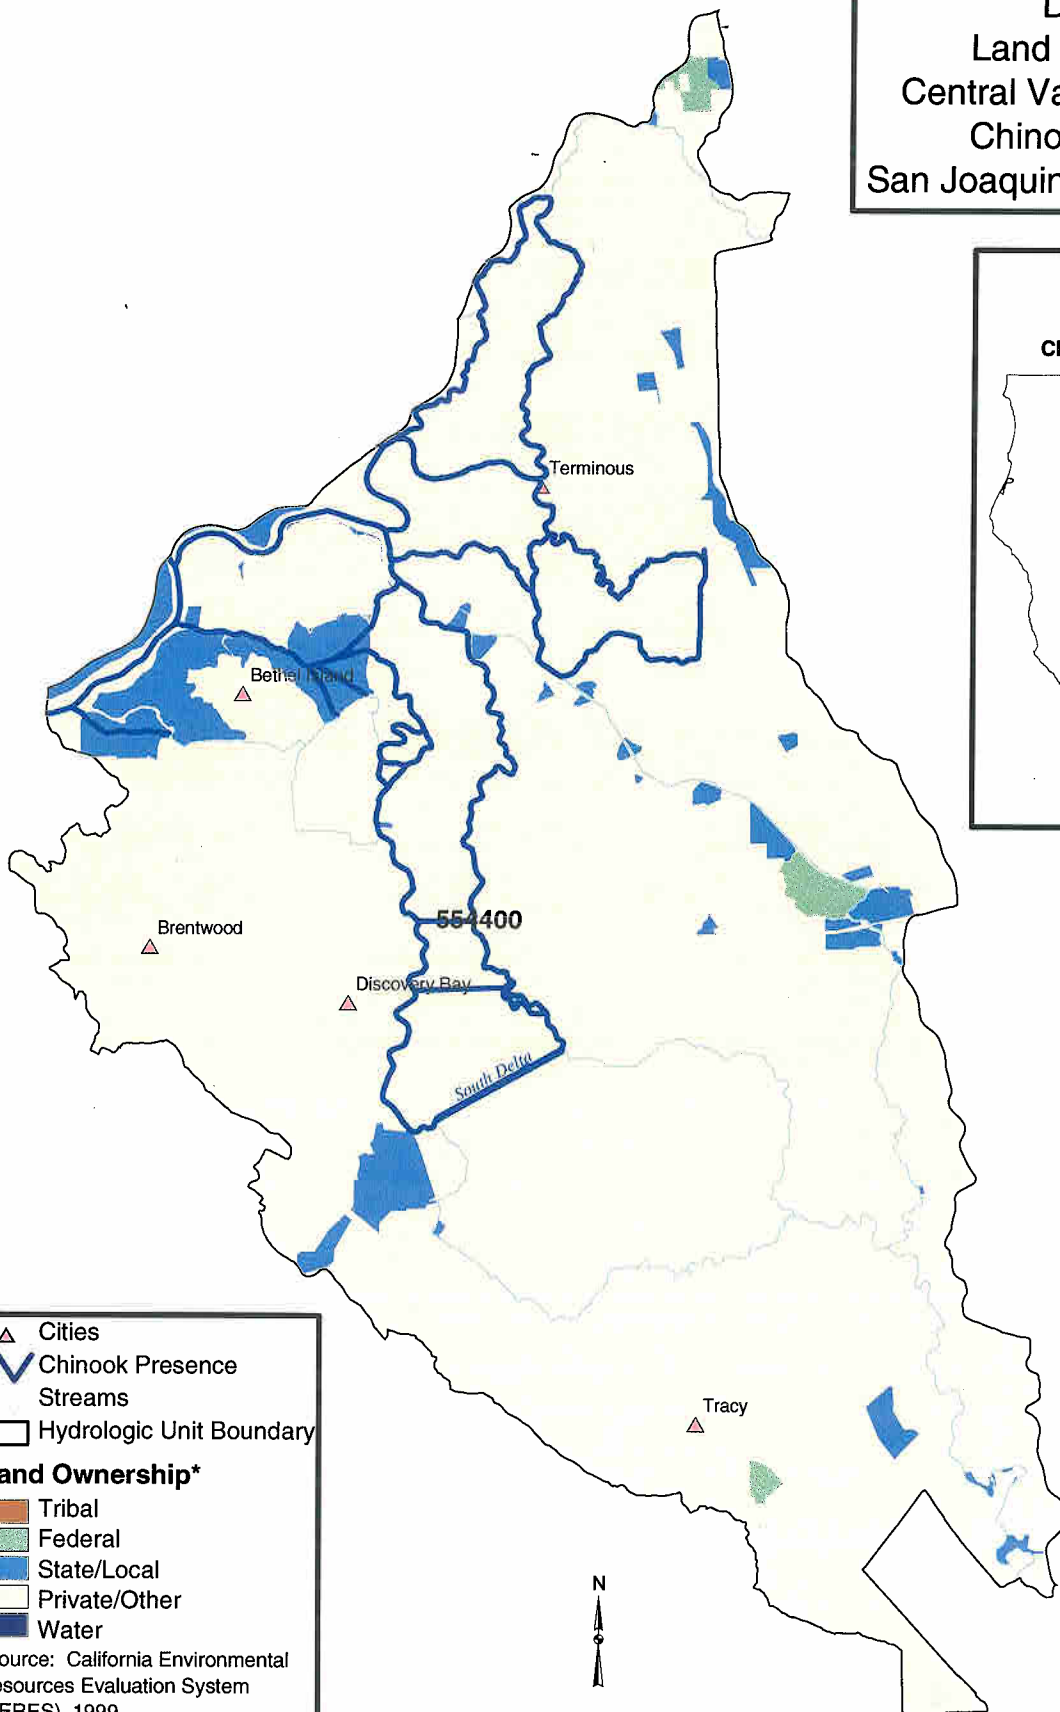 Land
Central Va
Chino
San Joaquin
Terminous
Bethel Island
554400
Brentwood
Discovery Bay
South Delta
Tracy
N
Cities
Chinook Presence
Streams
Hydrologic Unit Boundary
and Ownership*
Tribal
Federal
State/Local
Private/Other
Water
ource: California Environmental
esources Evaluation System
1999